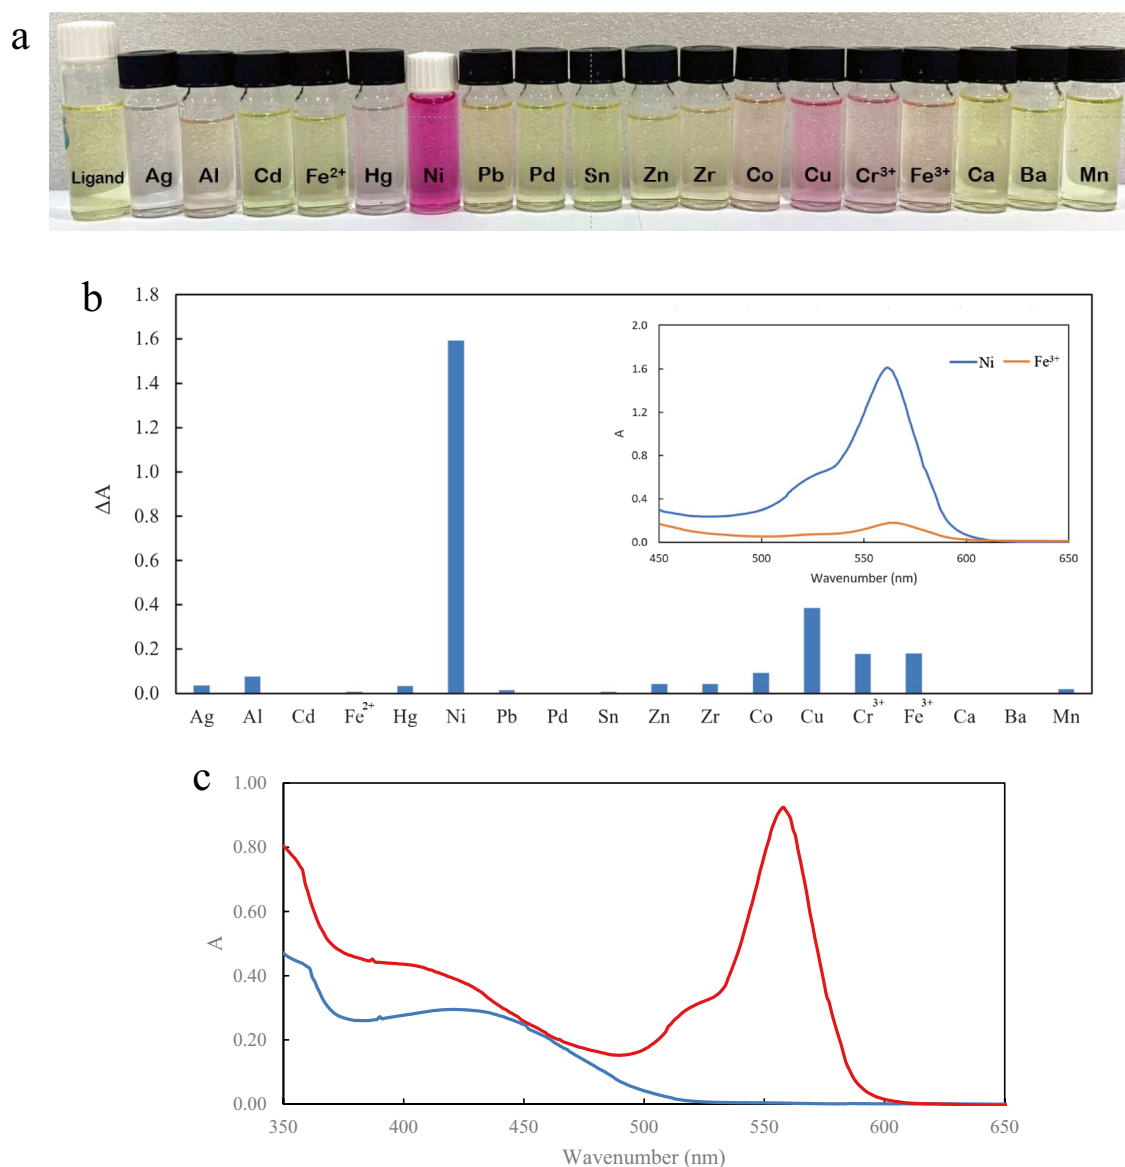 a
Ligand Ag Al Cd Fe²⁺ Hg Ni Pb Pd Sn Zn Zr Co Cu Cr³⁺ Fe³⁺ Ca Ba Mn
b
1.8
1.6
1.4
1.2
1.0
0.8
0.6
0.4
0.2
0.0
ΔA
Ag Al Cd Fe²⁺ Hg Ni Pb Pd Sn Zn Zr Co Cu Cr³⁺ Fe³⁺ Ca Ba Mn
2.0
1.6
1.2
0.8
0.4
0.0
A
Ni Fe³⁺
450 500 550 600 650
Wavenumber (nm)
c
1.00
0.80
0.60
0.40
0.20
0.00
A
350 400 450 500 550 600 650
Wavenumber (nm)